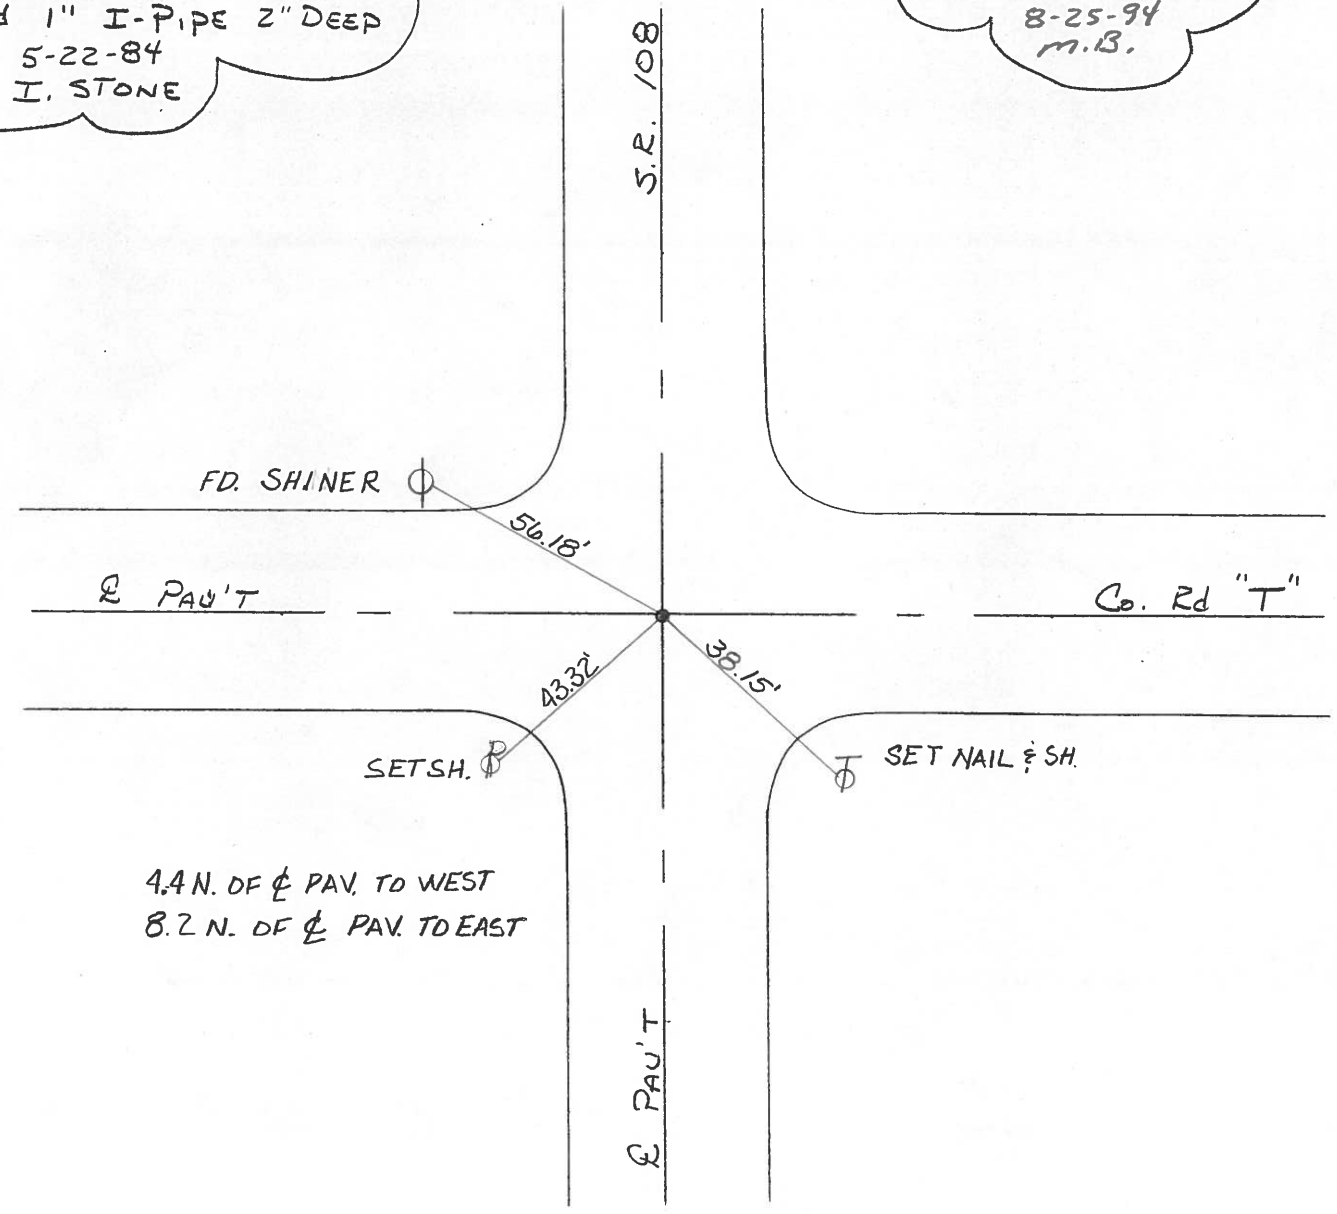 1" I-PIPE 2" DEEP
5-22-84
I. STONE
8-25-94
M.B.
S.R. 108
FD. SHINER
56.18'
℄ PAV'T
Co. Rd "T"
43.32'
38.15'
SET SH.
SET NAIL & SH.
4.4 N. OF ℄ PAV. TO WEST
8.2 N. OF ℄ PAV. TO EAST
℄ PAV'T